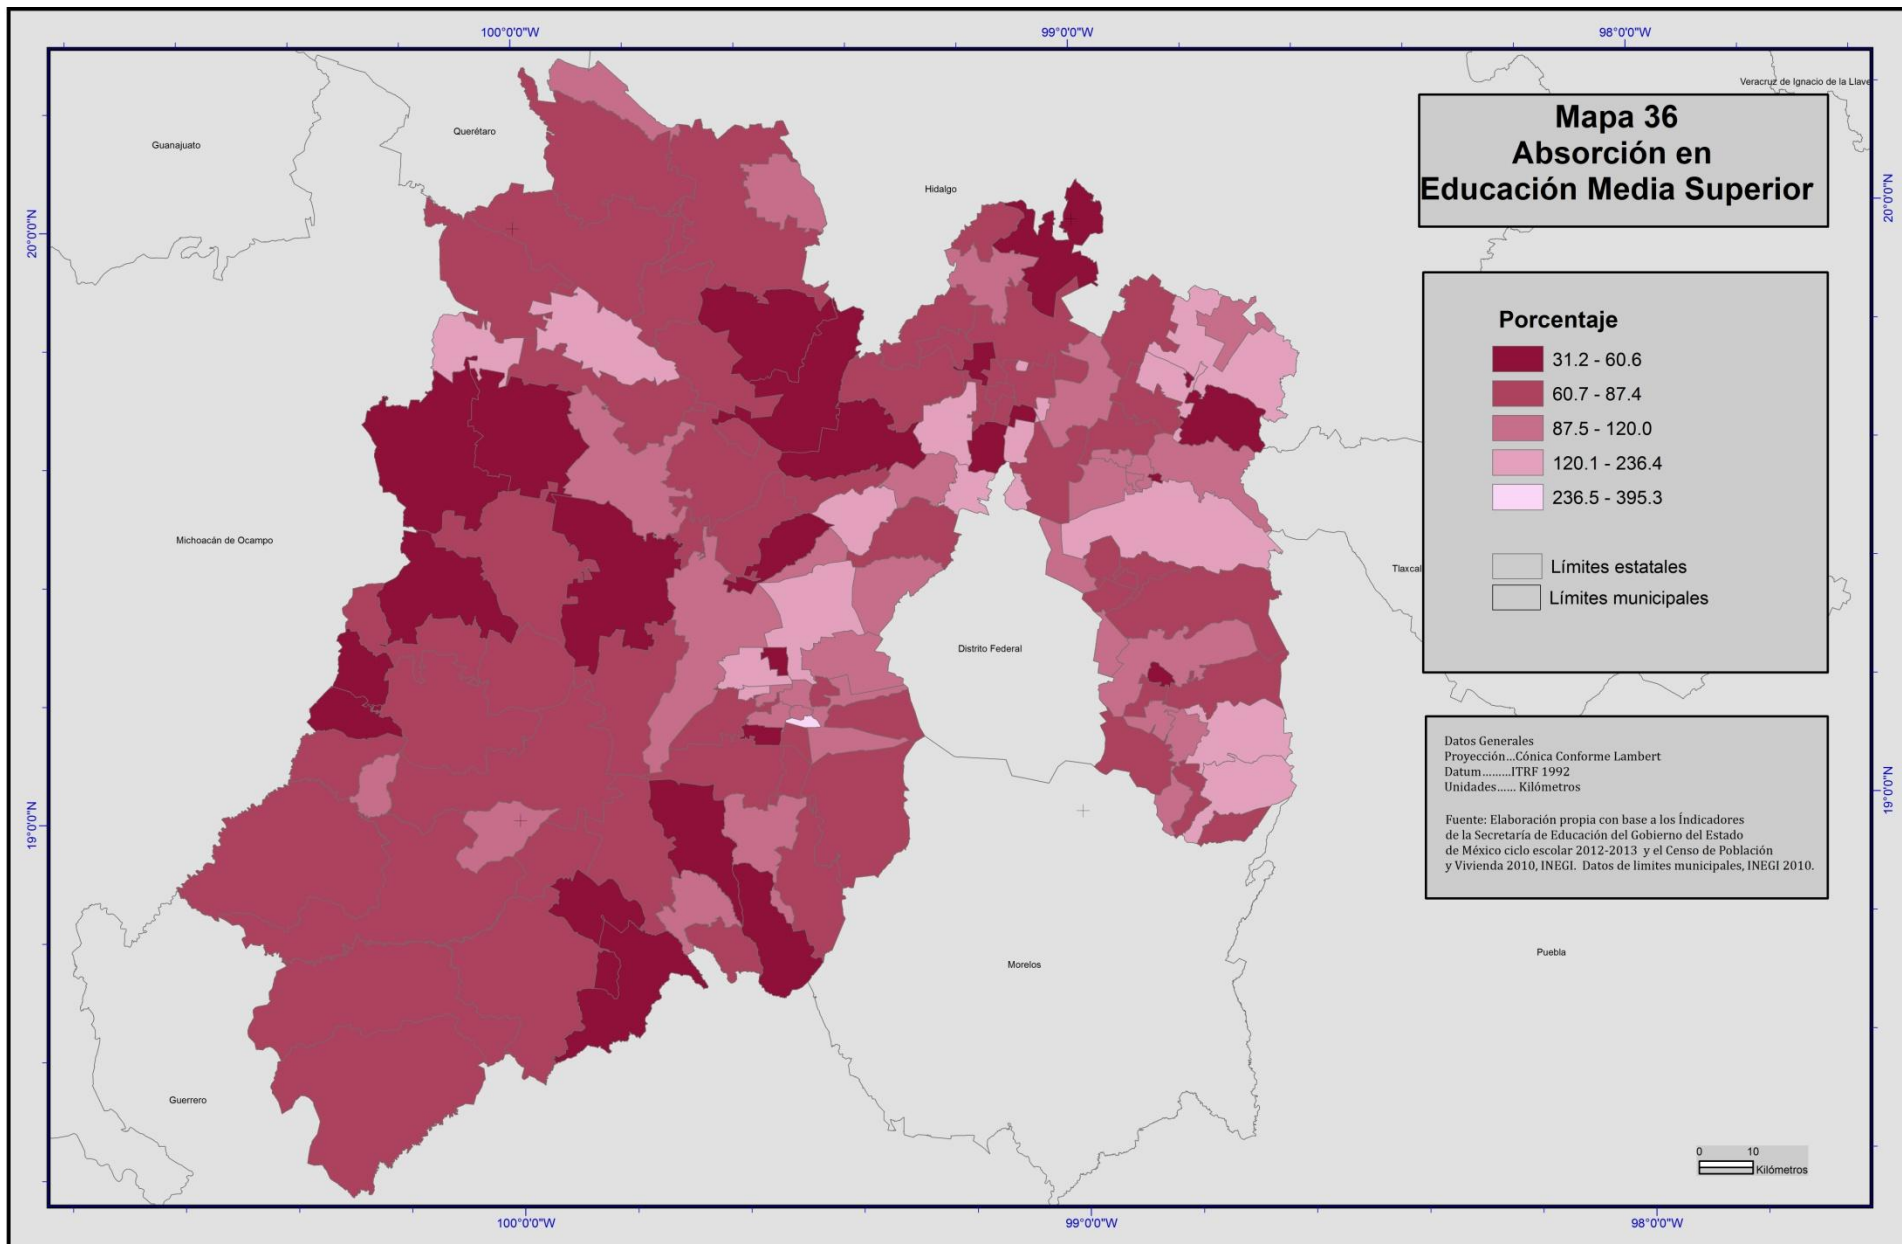 100°0'0"W
99°0'0"W
98°0'0"W
Veracruz de Ignacio de la Llave
Mapa 36
Absorción en
Educación Media Superior
Guanajuato
Querétaro
Hidalgo
20°0'0"N
20°0'0"N
Porcentaje
31.2 - 60.6
60.7 - 87.4
87.5 - 120.0
120.1 - 236.4
236.5 - 395.3
Límites estatales
Límites municipales
Michoacán de Ocampo
Tlaxcal
Distrito Federal
Datos Generales
Proyección...Cónica Conforme Lambert
Datum.........ITRF 1992
Unidades...... Kilómetros
Fuente: Elaboración propia con base a los Índicadores
de la Secretaría de Educación del Gobierno del Estado
de México ciclo escolar 2012-2013 y el Censo de Población
y Vivienda 2010, INEGI. Datos de limites municipales, INEGI 2010.
19°0'0"N
19°0'0"N
Puebla
Morelos
Guerrero
0 10
Kilómetros
100°0'0"W
99°0'0"W
98°0'0"W